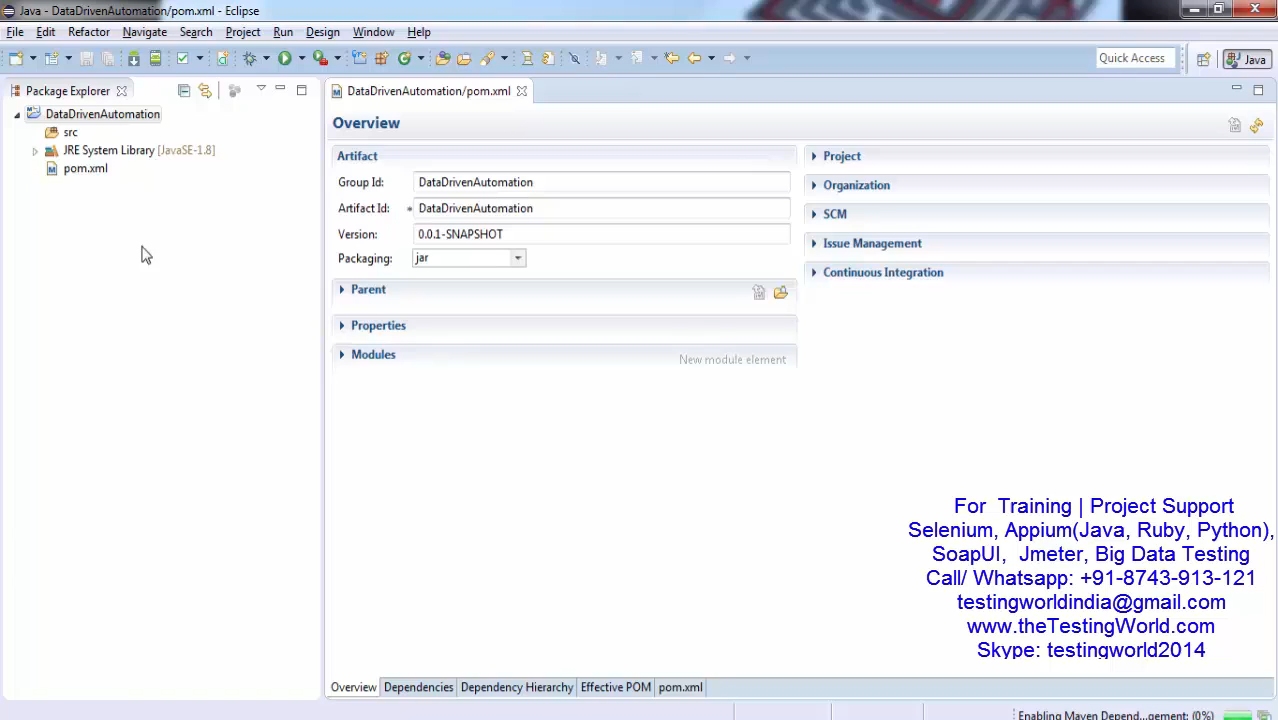 Java - DataDrivenAutomation/pom.xml - Eclipse
File Edit Refactor Navigate Search Project Run Design Window Help
Quick Access
Java
Package Explorer
DataDrivenAutomation
src
JRE System Library [JavaSE-1.8]
pom.xml
DataDrivenAutomation/pom.xml
Overview
Artifact
Group Id: DataDrivenAutomation
Artifact Id: * DataDrivenAutomation
Version: 0.0.1-SNAPSHOT
Packaging: jar
Parent
Properties
Modules
New module element
Project
Organization
SCM
Issue Management
Continuous Integration
For Training | Project Support
Selenium, Appium(Java, Ruby, Python),
SoapUI, Jmeter, Big Data Testing
Call/ Whatsapp: +91-8743-913-121
testingworldindia@gmail.com
www.theTestingWorld.com
Skype: testingworld2014
Overview Dependencies Dependency Hierarchy Effective POM pom.xml
Enabling Maven Depend...gement: (0%)